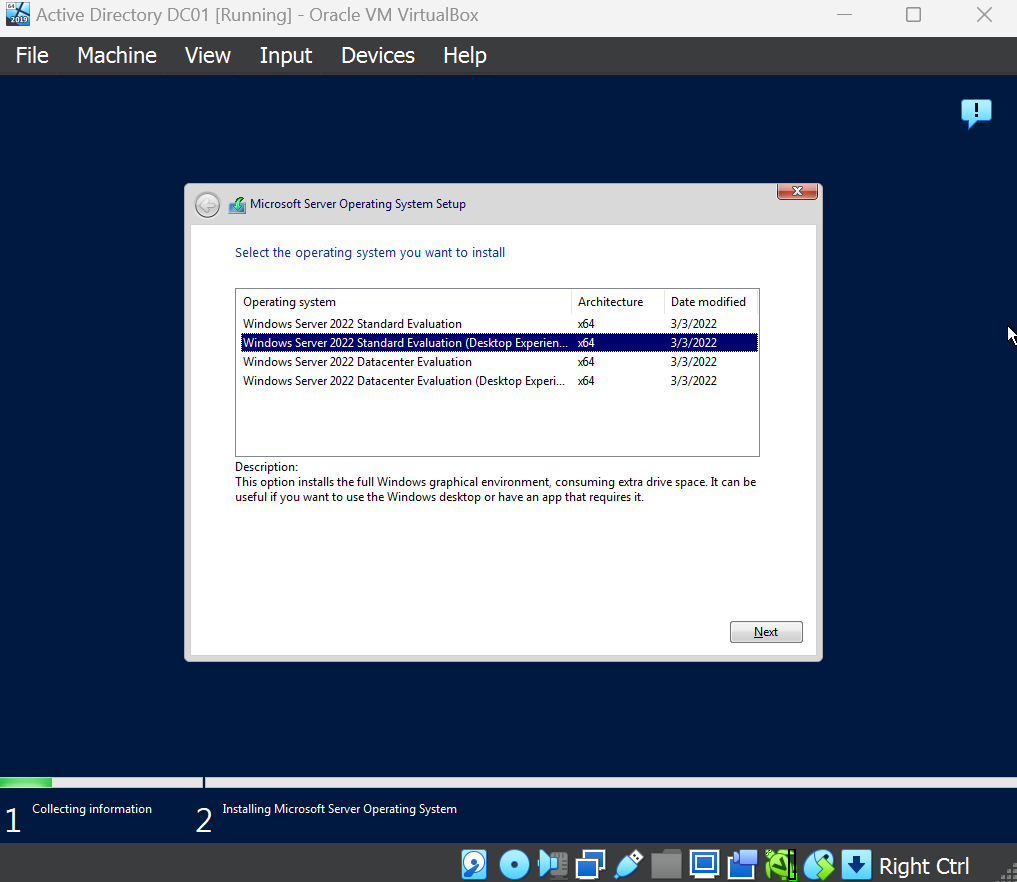 Active Directory DC01 [Running] - Oracle VM VirtualBox
File Machine View Input Devices Help
Microsoft Server Operating System Setup
Select the operating system you want to install
Operating system Architecture Date modified
Windows Server 2022 Standard Evaluation x64 3/3/2022
Windows Server 2022 Standard Evaluation (Desktop Experien... x64 3/3/2022
Windows Server 2022 Datacenter Evaluation x64 3/3/2022
Windows Server 2022 Datacenter Evaluation (Desktop Experi... x64 3/3/2022
Description:
This option installs the full Windows graphical environment, consuming extra drive space. It can be
useful if you want to use the Windows desktop or have an app that requires it.
Next
1 Collecting information 2 Installing Microsoft Server Operating System
Right Ctrl